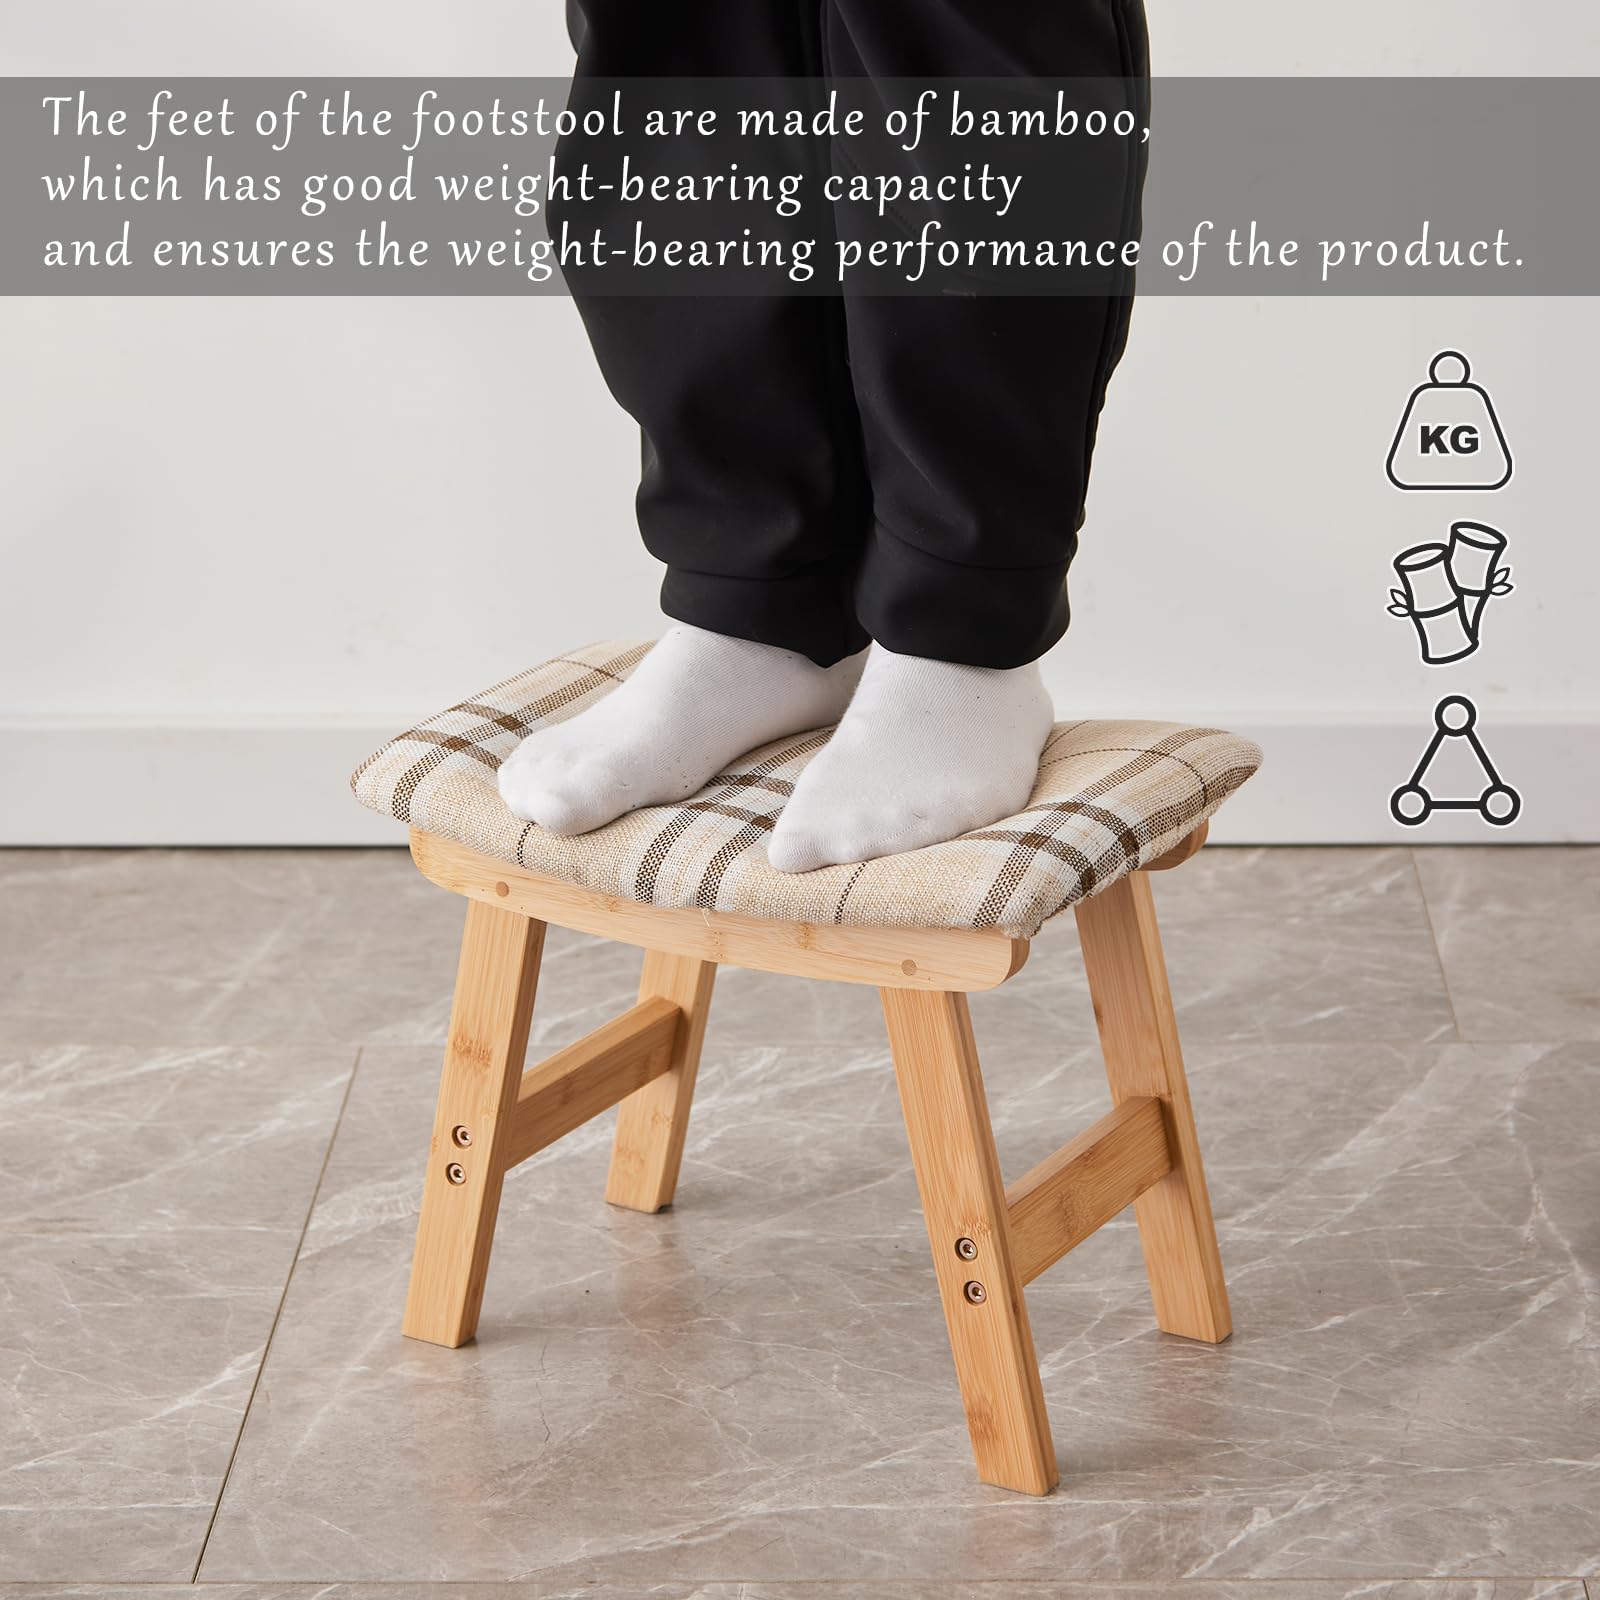 The feet of the footstool are made of bamboo,
which has good weight-bearing capacity
and ensures the weight-bearing performance of the product.
KG